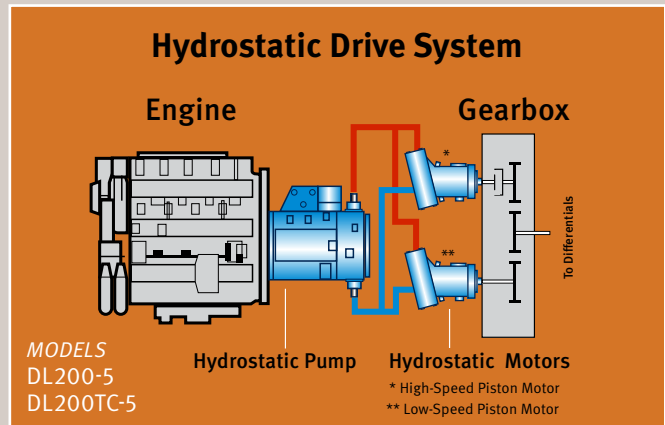 Hydrostatic Drive System
Engine
Gearbox
*
**
To Differentials
Hydrostatic Pump
Hydrostatic Motors
* High-Speed Piston Motor
** Low-Speed Piston Motor
MODELS
DL200-5
DL200TC-5